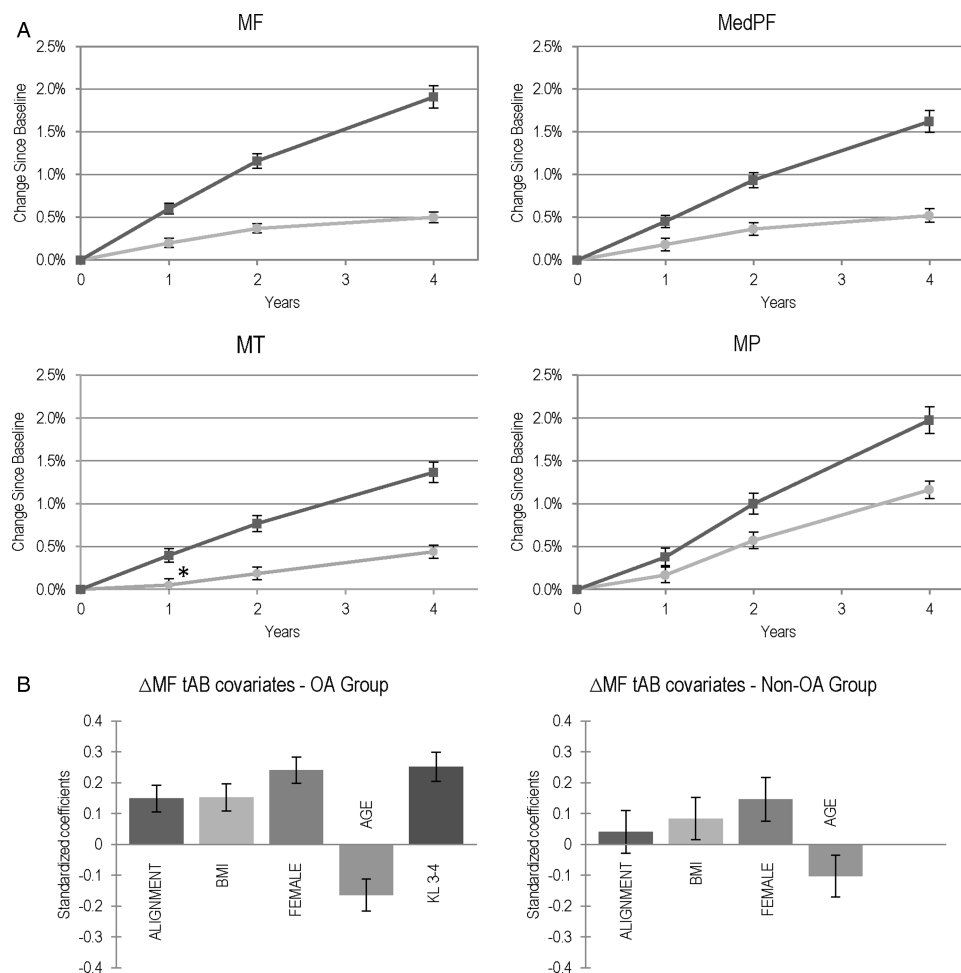 A
MF
Change Since Baseline
2.5%
2.0%
1.5%
1.0%
0.5%
0.0%
0 1 2 3 4
Years
MedPF
Change Since Baseline
2.5%
2.0%
1.5%
1.0%
0.5%
0.0%
0 1 2 3 4
Years
MT
Change Since Baseline
2.5%
2.0%
1.5%
1.0%
0.5%
0.0%
*
0 1 2 3 4
Years
MP
Change Since Baseline
2.5%
2.0%
1.5%
1.0%
0.5%
0.0%
0 1 2 3 4
Years
B
ΔMF tAB covariates - OA Group
Standardized coefficients
0.4
0.3
0.2
0.1
0
-0.1
-0.2
-0.3
-0.4
ALIGNMENT
BMI
FEMALE
AGE
KL 3-4
ΔMF tAB covariates - Non-OA Group
Standardized coefficients
0.4
0.3
0.2
0.1
0
-0.1
-0.2
-0.3
-0.4
ALIGNMENT
BMI
FEMALE
AGE